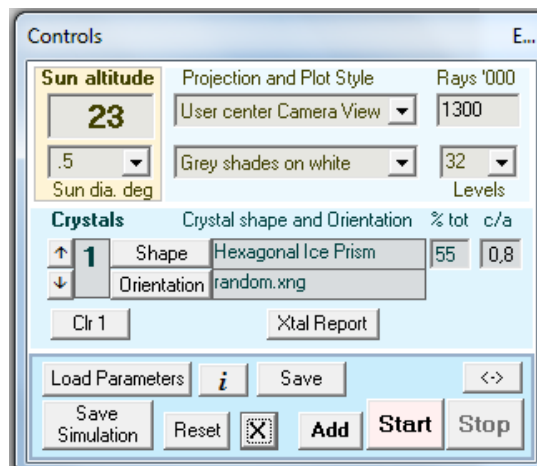 Controls E...
Sun altitude Projection and Plot Style Rays '000
23 User center Camera View 1300
.5 Grey shades on white 32
Sun dia. deg Levels
Crystals Crystal shape and Orientation % tot c/a
1 Shape Hexagonal Ice Prism 55 0,8
Orientation random.xng
Clr 1 Xtal Report
Load Parameters i Save <->
Save Simulation Reset X Add Start Stop